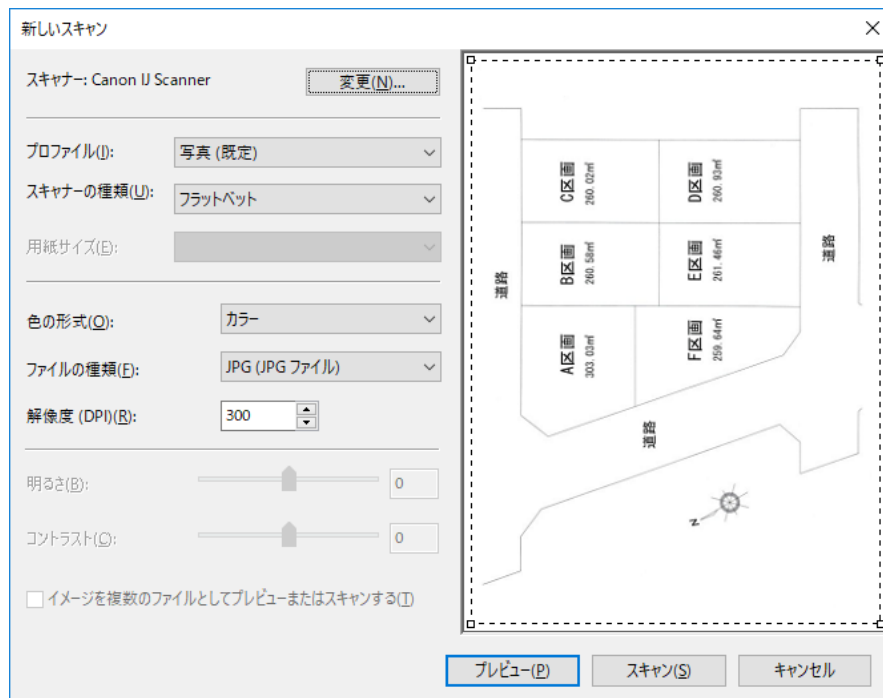 新しいスキャン
スキャナー: Canon IJ Scanner
変更(N)...
プロファイル(I):
写真 (既定)
スキャナーの種類(U):
フラットベット
用紙サイズ(E):
色の形式(O):
カラー
ファイルの種類(F):
JPG (JPG ファイル)
解像度 (DPI)(R):
300
明るさ(B):
0
コントラスト(C):
0
イメージを複数のファイルとしてプレビューまたはスキャンする(T)
C区画
260.02㎡
D区画
260.93㎡
B区画
260.58㎡
E区画
261.46㎡
A区画
303.03㎡
F区画
259.64㎡
道路
道路
道路
N
プレビュー(P)
スキャン(S)
キャンセル